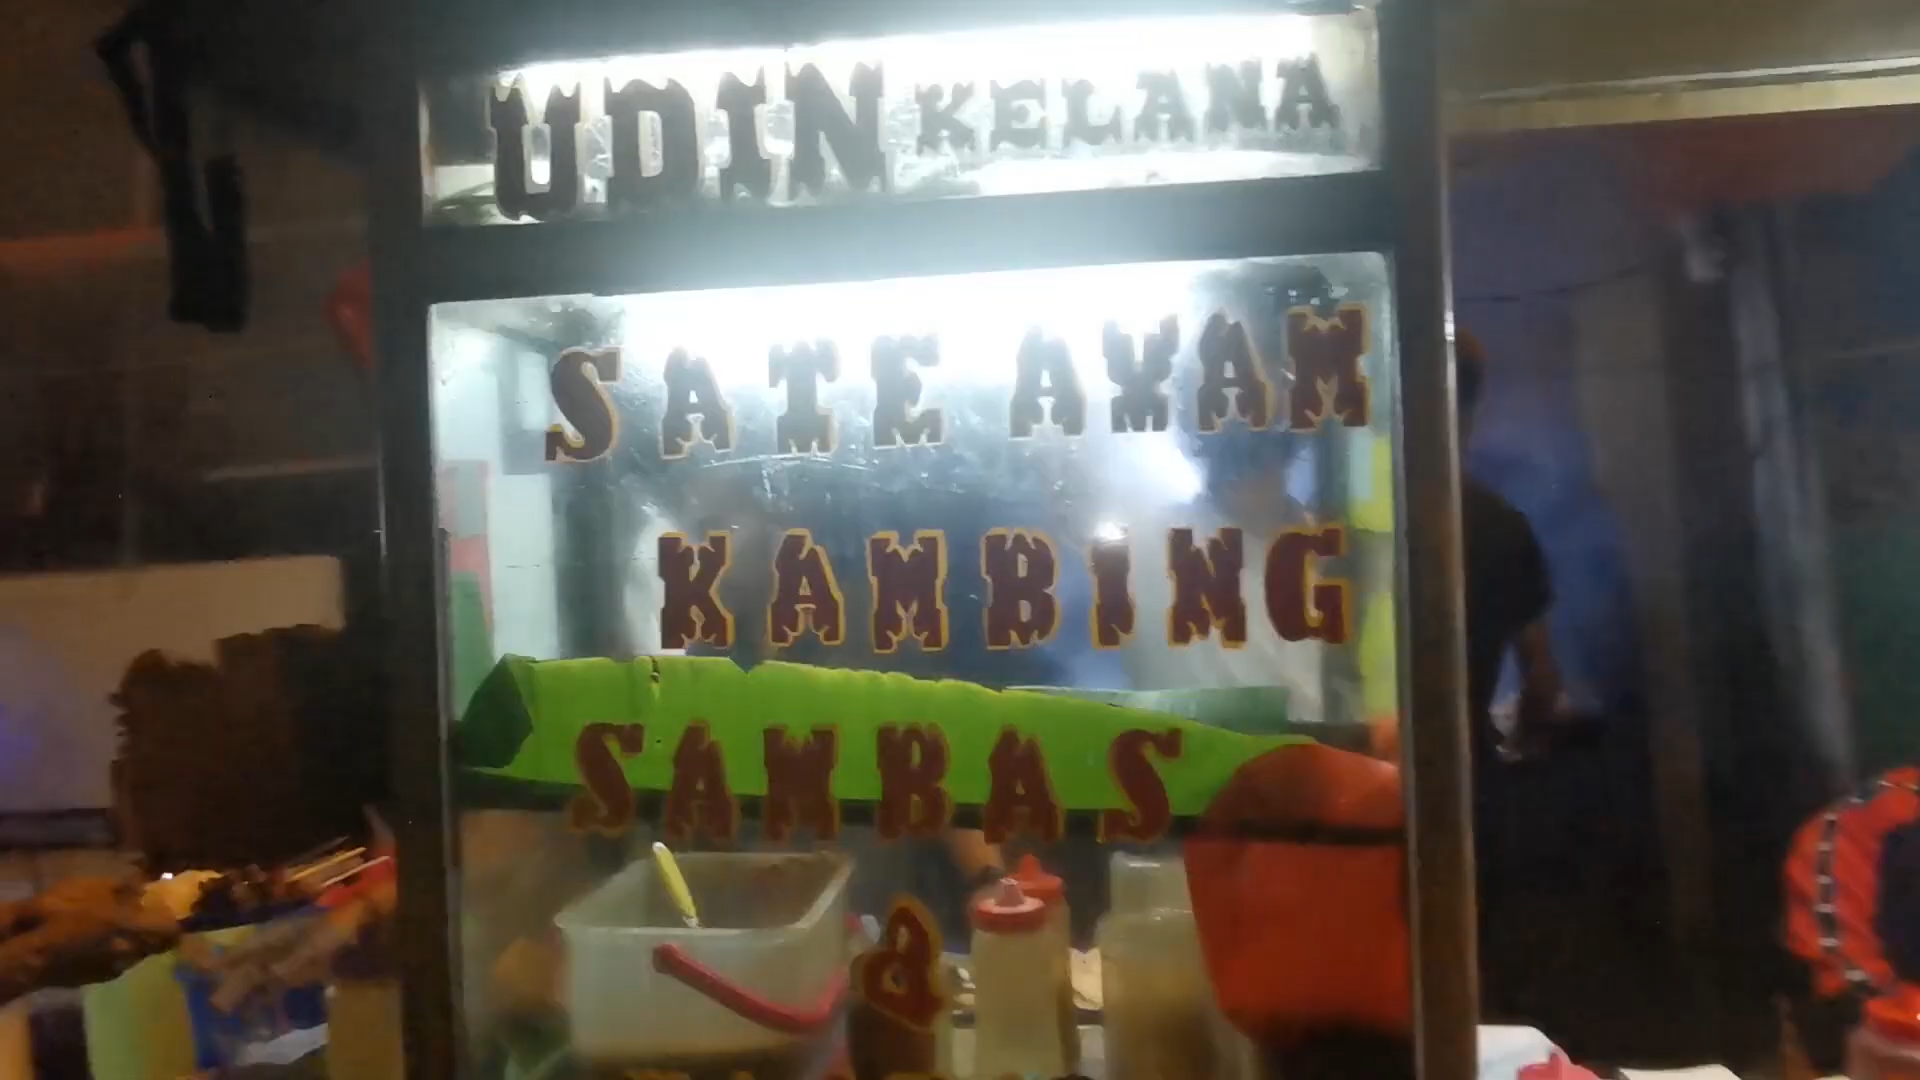 UDIN KELANA
SATE AYAM
KAMBING
SAMBAS
&